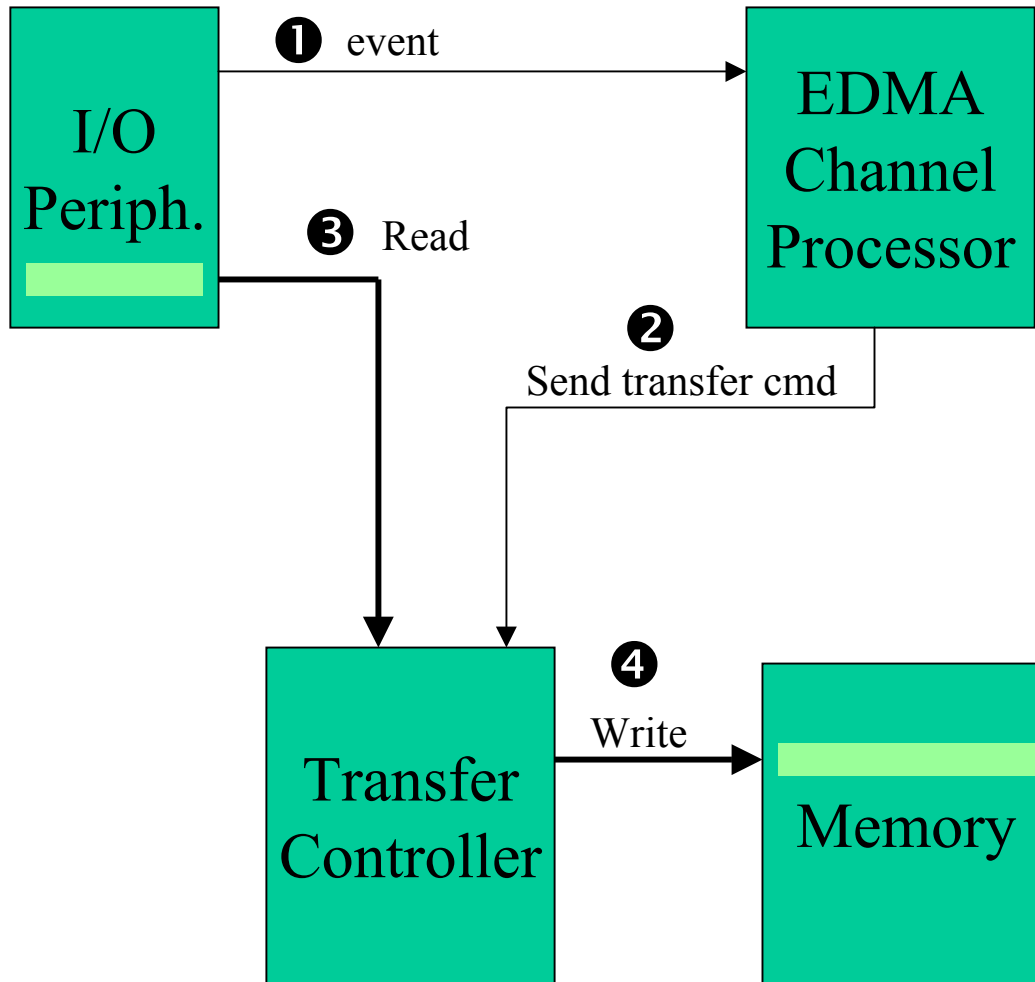 ❶ event
I/O
Periph.
EDMA
Channel
Processor
❸ Read
❷
Send transfer cmd
❹
Write
Transfer
Controller
Memory